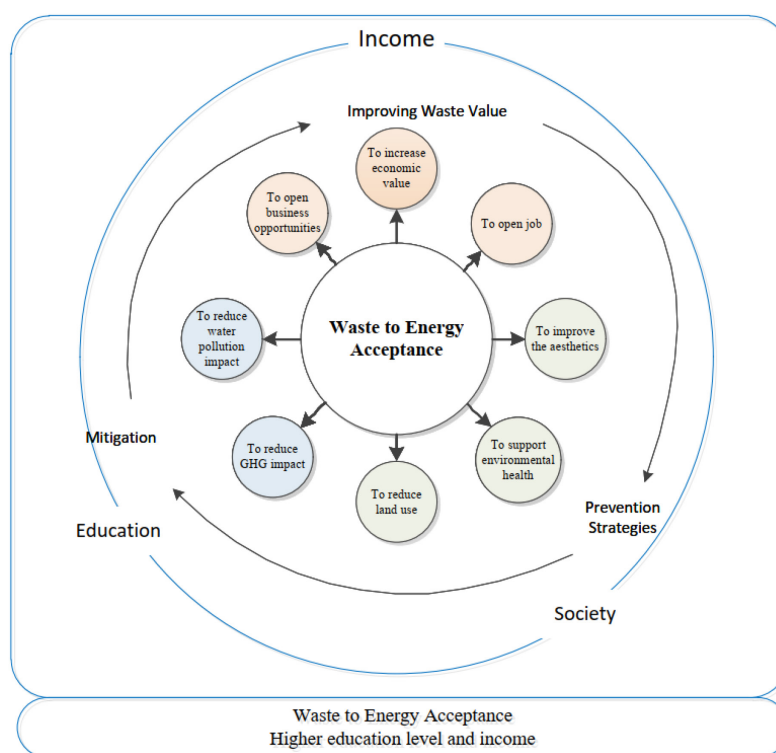 Income
Improving Waste Value
To increase
economic
value
To open
business
opportunities
To open job
To reduce
water
pollution
impact
Waste to Energy
Acceptance
To improve
the aesthetics
Mitigation
To reduce
GHG impact
To support
environmental
health
To reduce
land use
Prevention
Strategies
Education
Society
Waste to Energy Acceptance
Higher education level and income